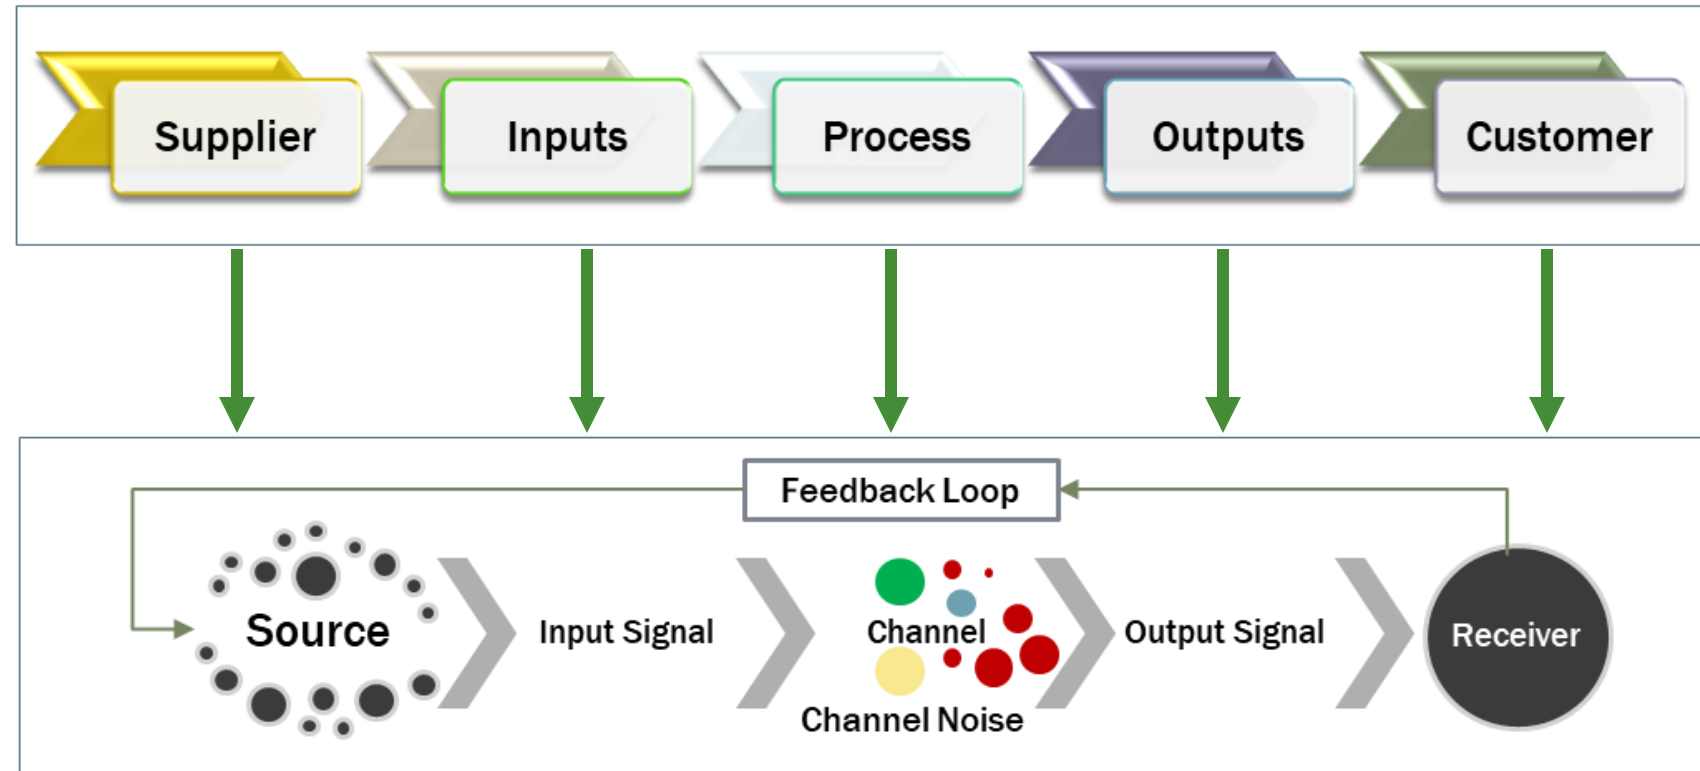 Supplier
Inputs
Process
Outputs
Customer
Feedback Loop
Source
Input Signal
Channel
Output Signal
Receiver
Channel Noise